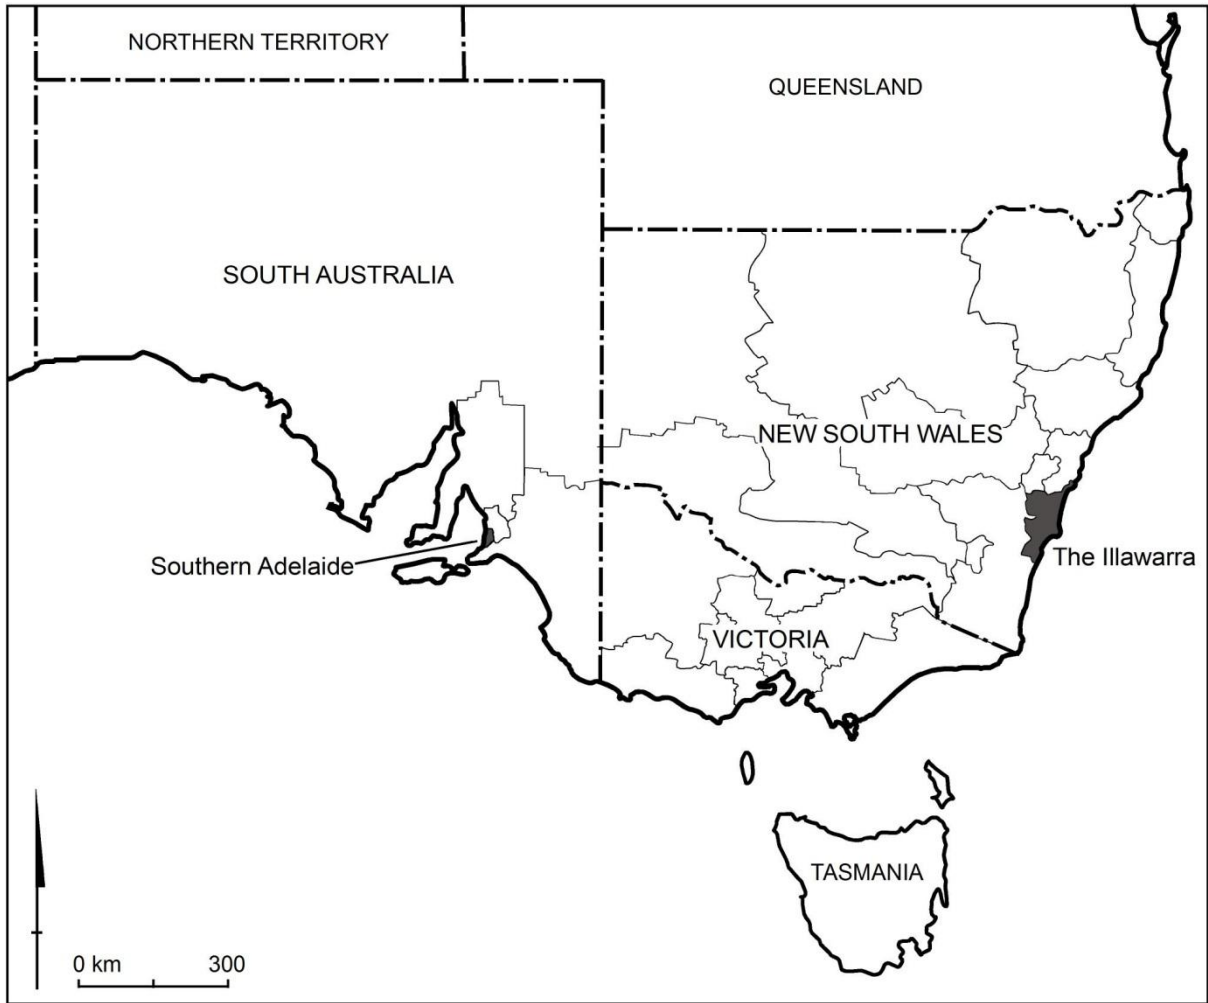 NORTHERN TERRITORY
QUEENSLAND
SOUTH AUSTRALIA
NEW SOUTH WALES
Southern Adelaide
The Illawarra
VICTORIA
TASMANIA
0 km 300